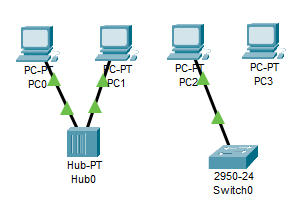 PC-PT
PC0
PC-PT
PC1
PC-PT
PC2
PC-PT
PC3
Hub-PT
Hub0
2950-24
Switch0